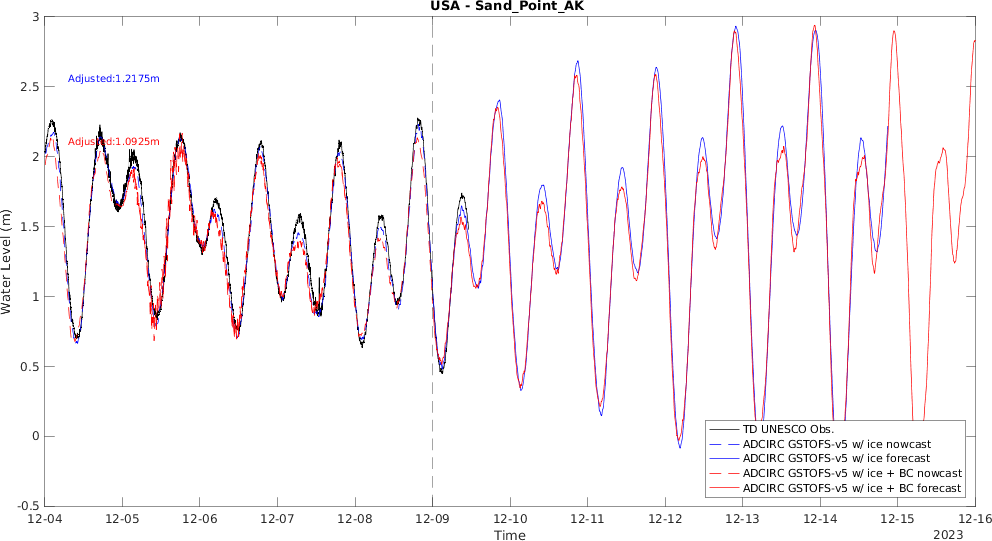 USA - Sand_Point_AK
3
2.5
2
1.5
1
0.5
0
-0.5
Water Level (m)
Adjusted:1.2175m
Adjusted:1.0925m
TD UNESCO Obs.
ADCIRC GSTOFS-v5 w/ ice nowcast
ADCIRC GSTOFS-v5 w/ ice forecast
ADCIRC GSTOFS-v5 w/ ice + BC nowcast
ADCIRC GSTOFS-v5 w/ ice + BC forecast
12-04 12-05 12-06 12-07 12-08 12-09 12-10 12-11 12-12 12-13 12-14 12-15 12-16
Time
2023